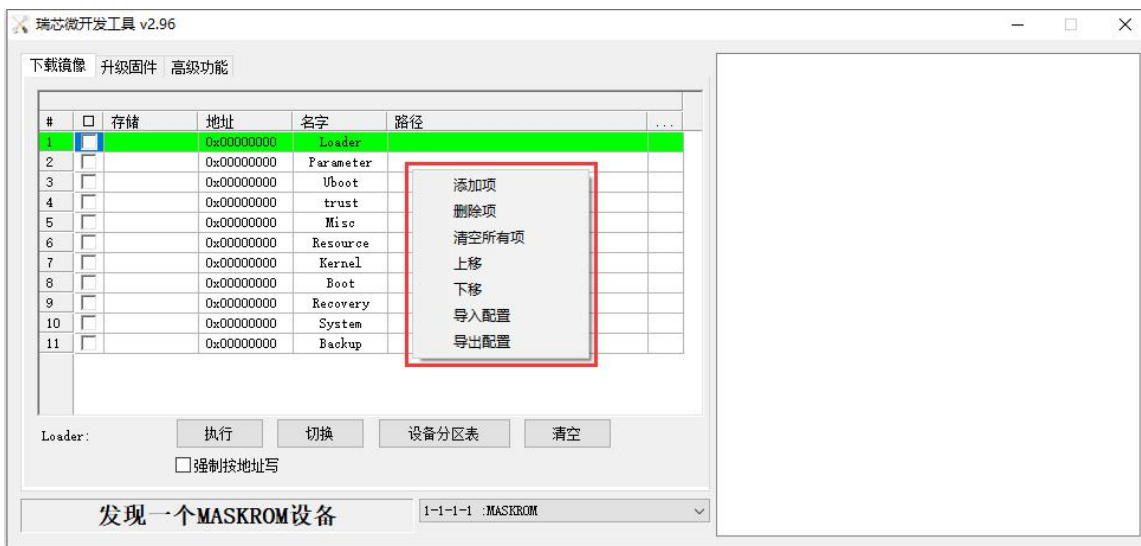 瑞芯微开发工具 v2.96
下载镜像 升级固件 高级功能
# 存储 地址 名字 路径 ...
1 0x00000000 Loader
2 0x00000000 Parameter
3 0x00000000 Uboot
4 0x00000000 trust
5 0x00000000 Misc
6 0x00000000 Resource
7 0x00000000 Kernel
8 0x00000000 Boot
9 0x00000000 Recovery
10 0x00000000 System
11 0x00000000 Backup
添加项
删除项
清空所有项
上移
下移
导入配置
导出配置
Loader: 执行 切换 设备分区表 清空
强制按地址写
发现一个MASKROM设备 1-1-1-1 :MASKROM